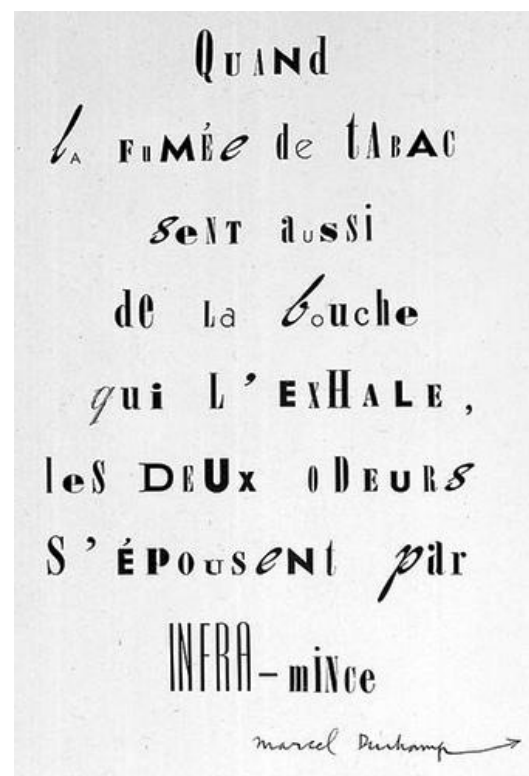 QUANd
lA FuMÉe de tABAC
seNT aussi
de La bouche
qui L'EXHALE,
les DEUx ODEURs
S'ÉPousENt par
INFRA-miNce
marcel Duchamp